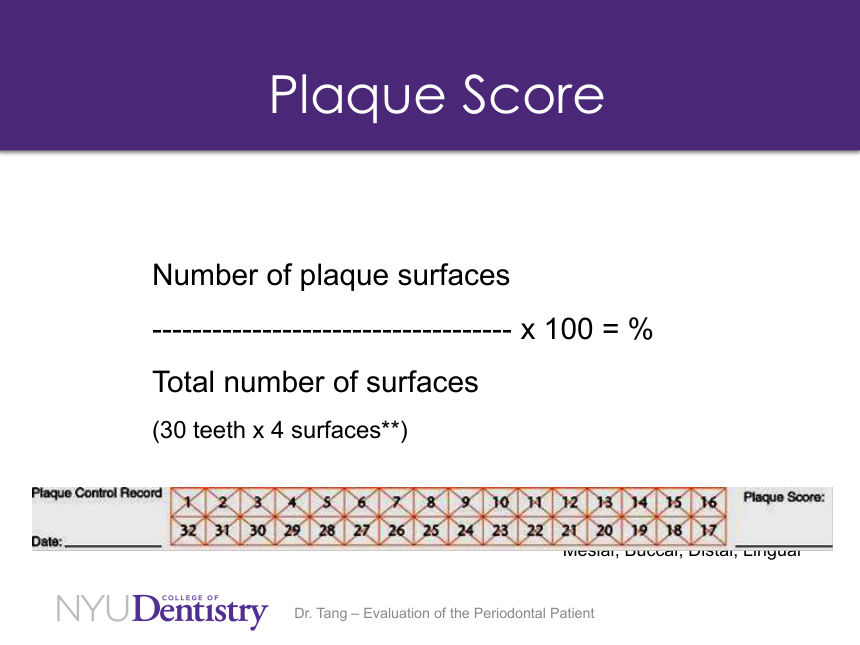 Plaque Score
Number of plaque surfaces
------------------------------------ x 100 = %
Total number of surfaces
(30 teeth x 4 surfaces**)
Plaque Control Record
1 2 3 4 5 6 7 8 9 10 11 12 13 14 15 16
Plaque Score:
32 31 30 29 28 27 26 25 24 23 22 21 20 19 18 17
Date:
Mesial, Buccal, Distal, Lingual
NYU COLLEGE OF Dentistry
Dr. Tang – Evaluation of the Periodontal Patient